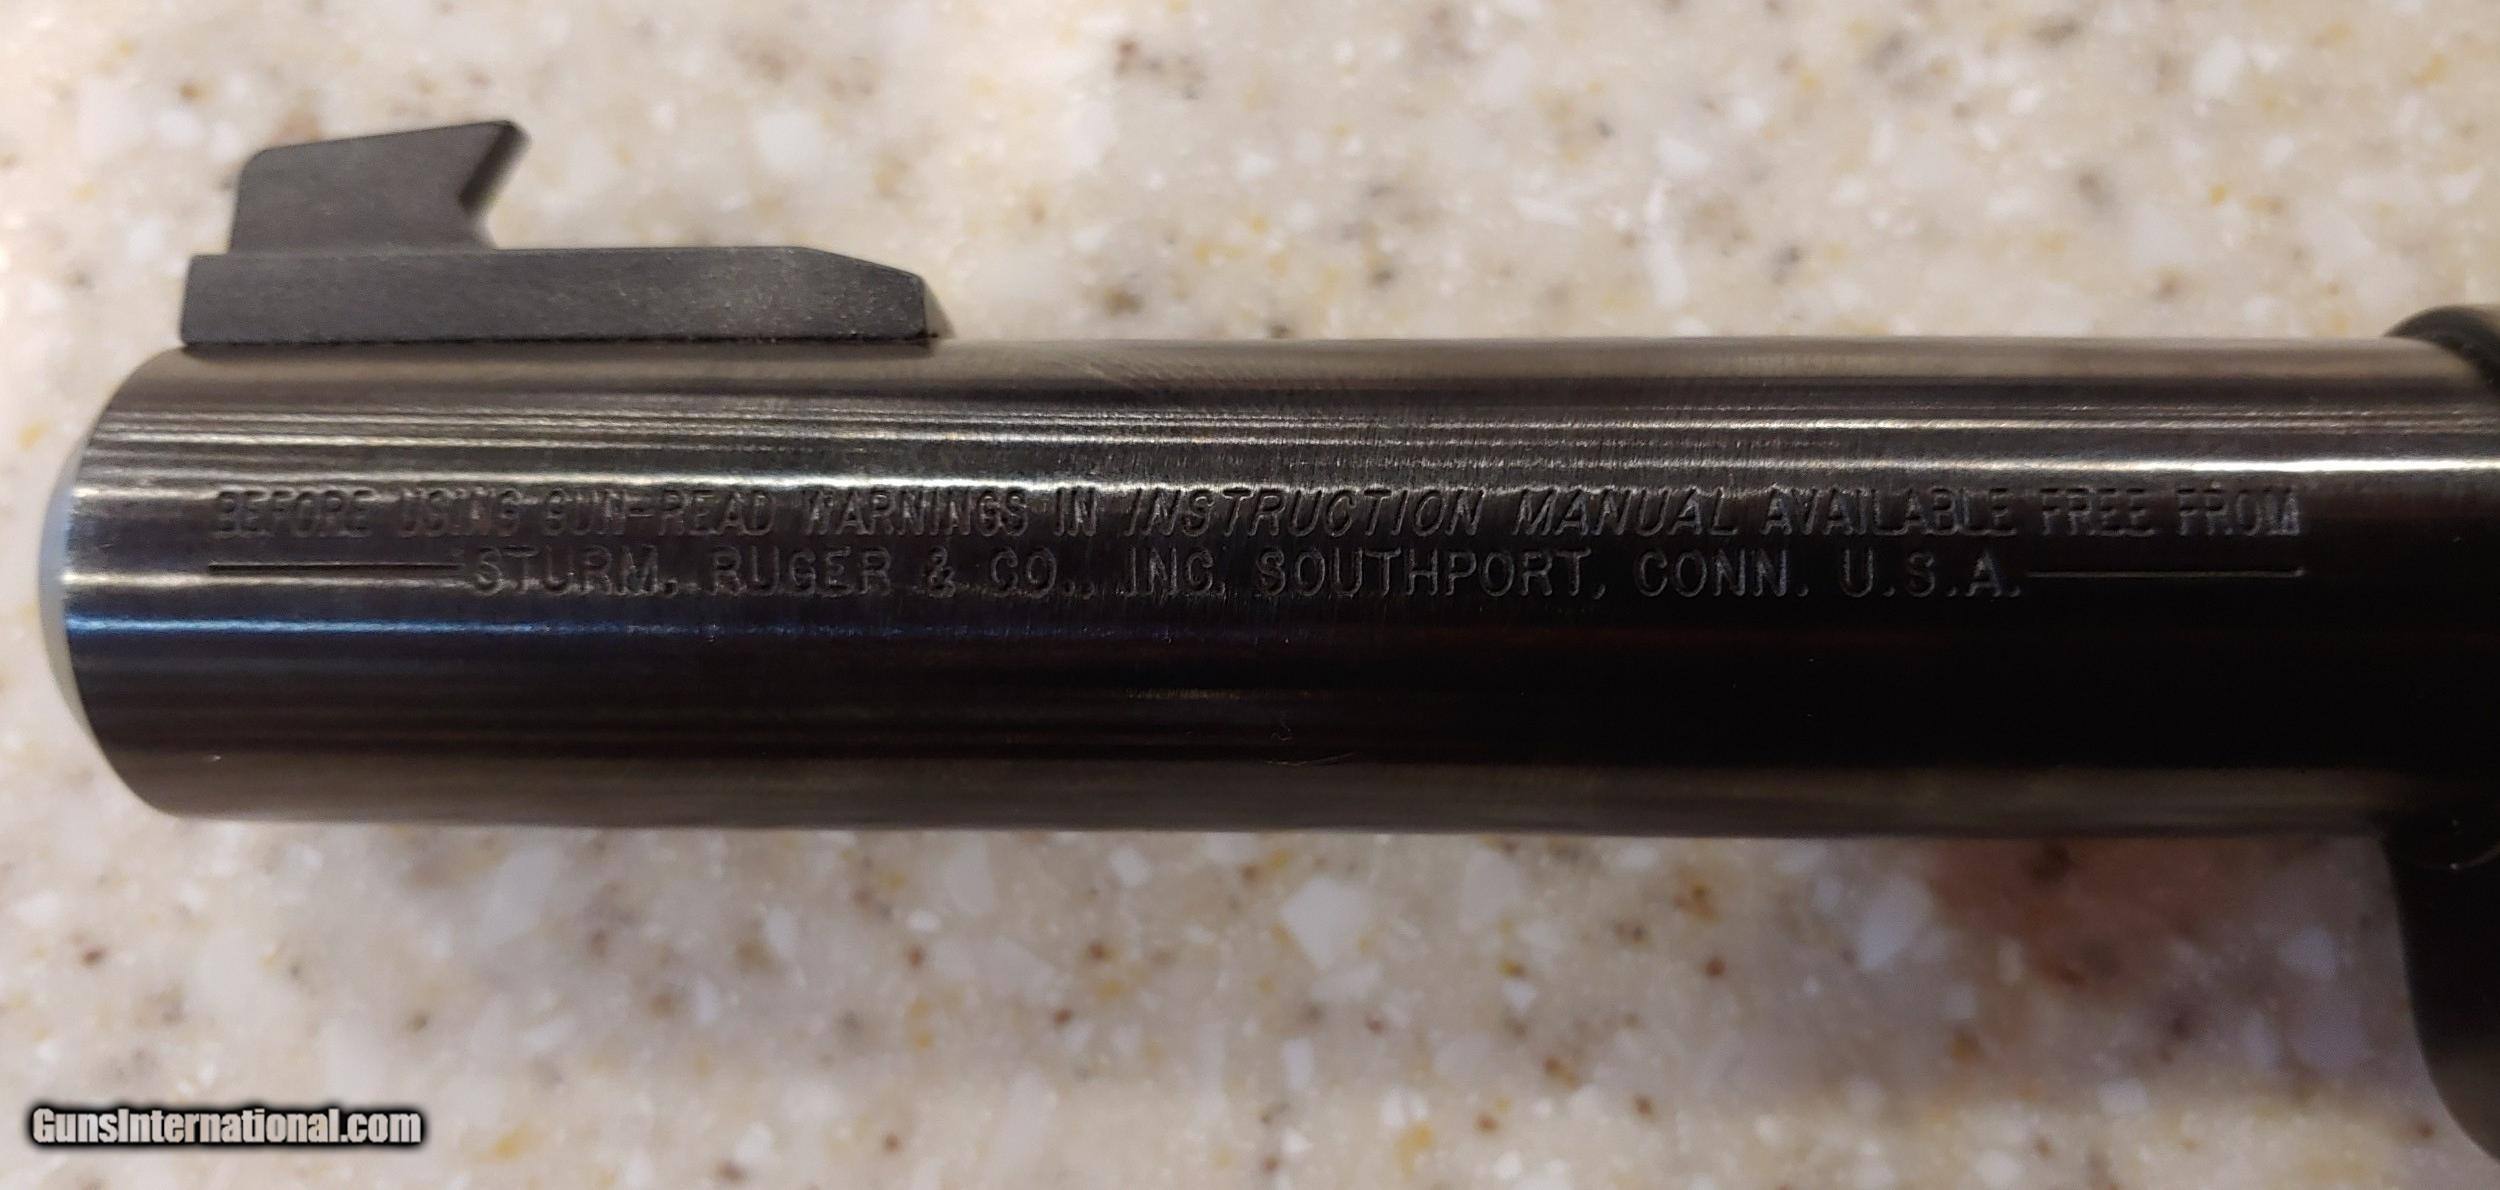 BEFORE USING GUN-READ WARNINGS IN INSTRUCTION MANUAL AVAILABLE FREE FROM
STURM, RUGER & CO., INC. SOUTHPORT, CONN. U.S.A.
GunsInternational.com